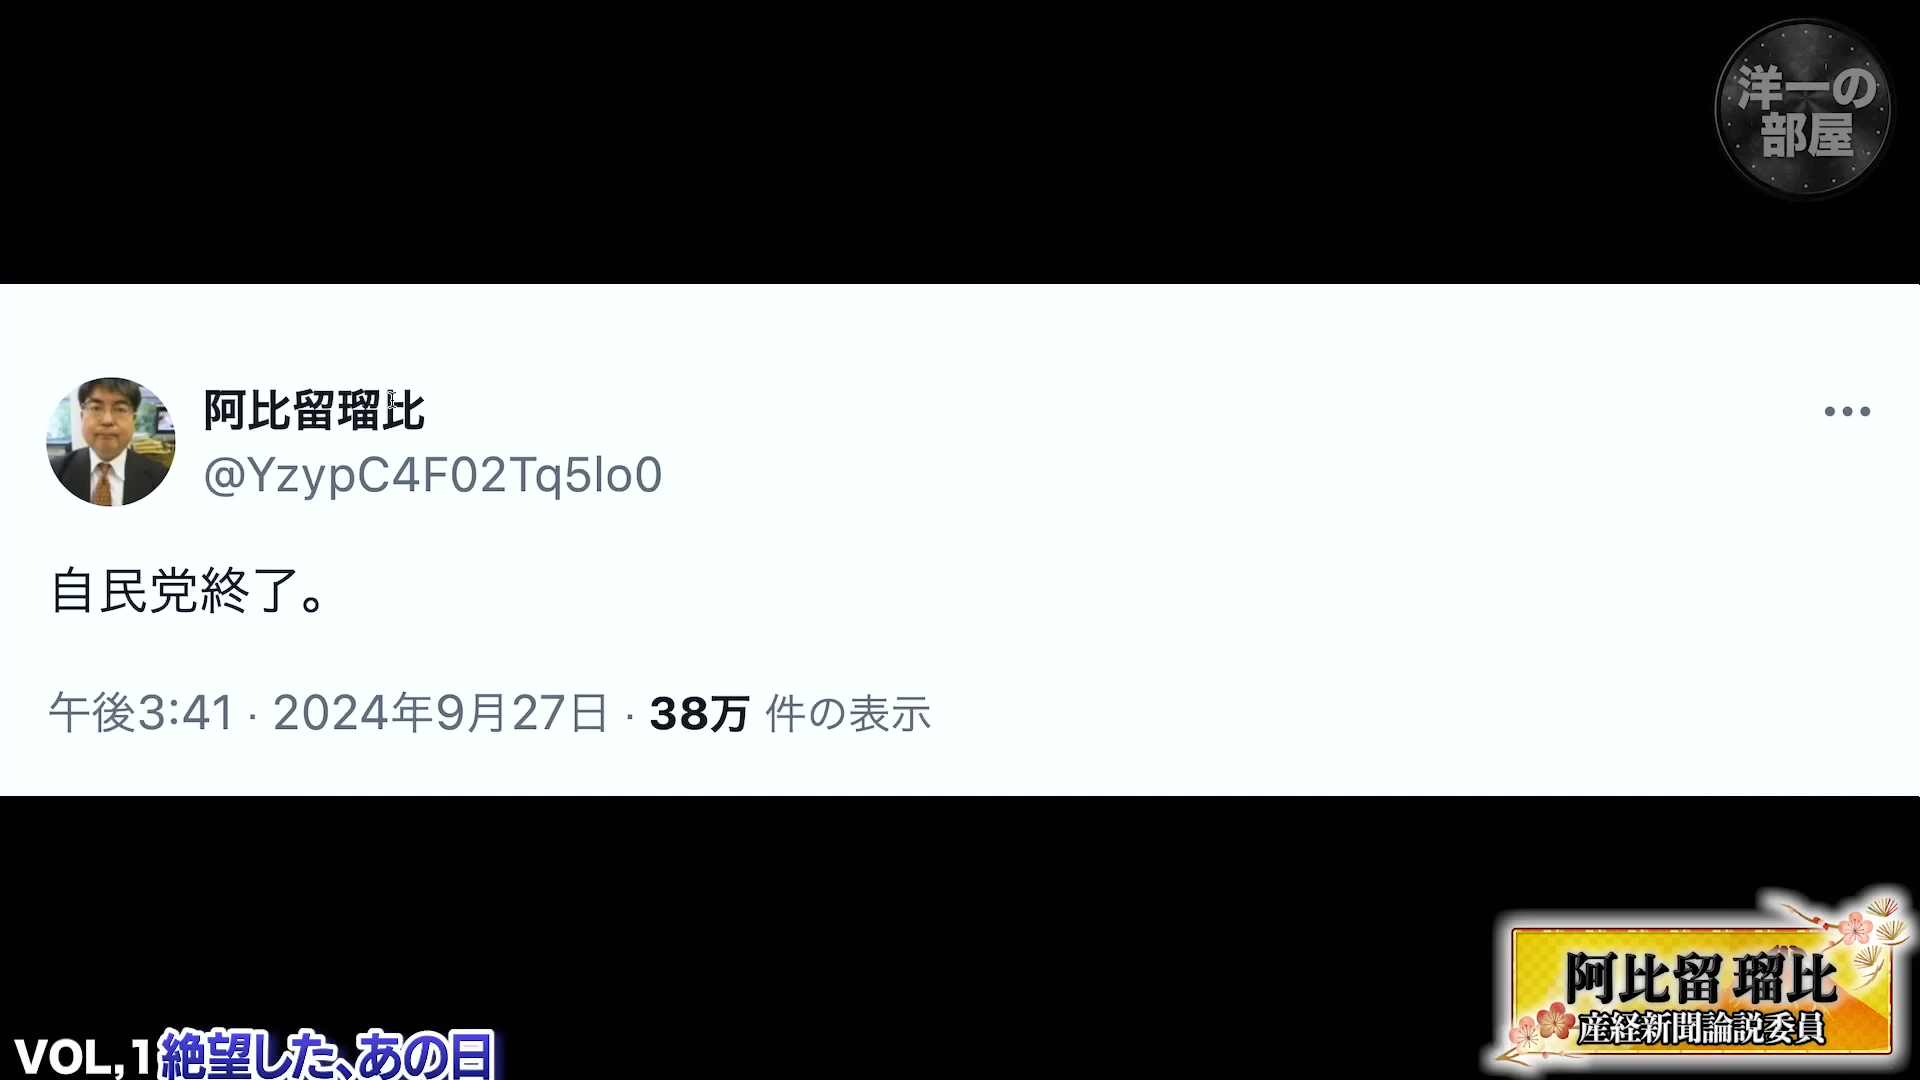 洋一の
部屋
阿比留瑠比
@YzypC4F02Tq5lo0
自民党終了。
午後3:41 · 2024年9月27日 · 38万 件の表示
阿比留 瑠比
産経新聞論説委員
VOL,1 絶望した、あの日